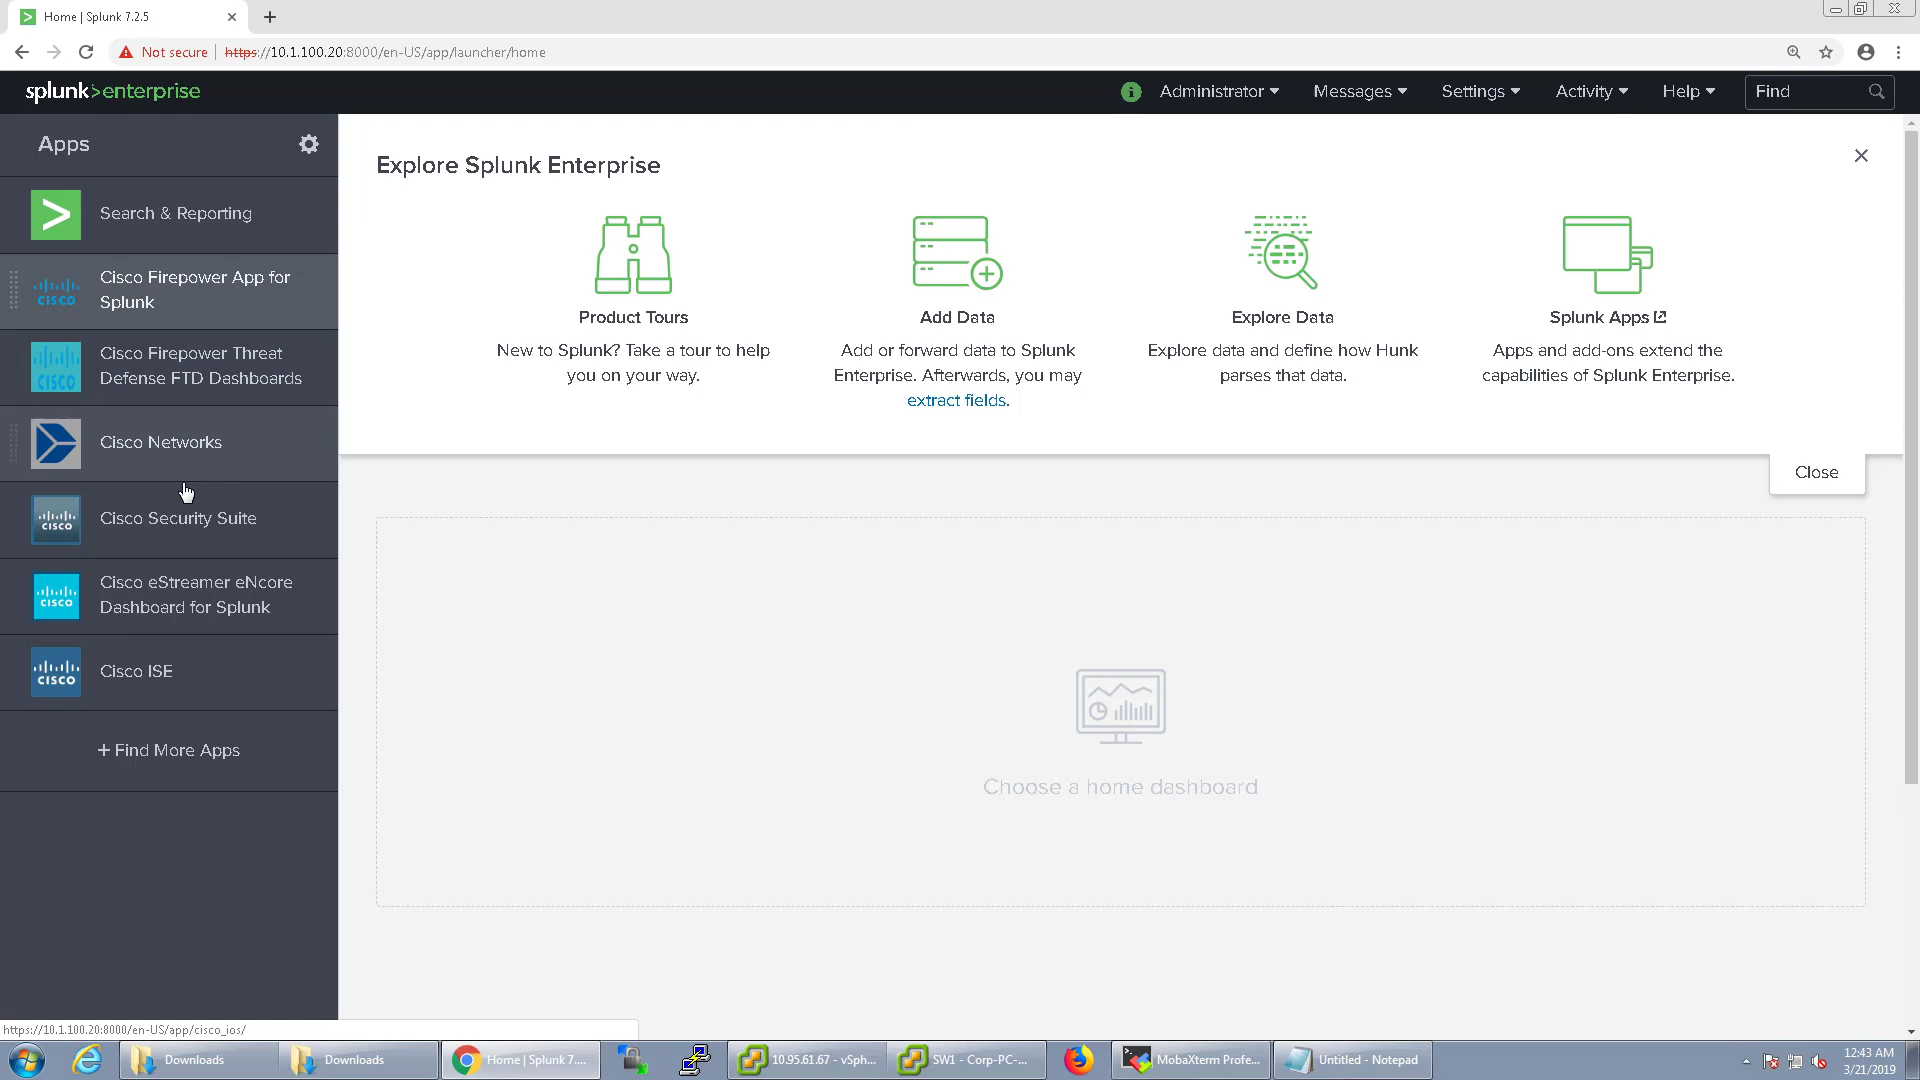 Home | Splunk 7.2.5
Not secure
https://10.1.100.20:8000/en-US/app/launcher/home
splunk>enterprise
Administrator
Messages
Settings
Activity
Help
Find
Apps
Search & Reporting
Cisco Firepower App for
Splunk
Cisco Firepower Threat
Defense FTD Dashboards
Cisco Networks
Cisco Security Suite
Cisco eStreamer eNcore
Dashboard for Splunk
Cisco ISE
+ Find More Apps
CISCO
CISCO
CISCO
CISCO
CISCO
Explore Splunk Enterprise
Product Tours
New to Splunk? Take a tour to help
you on your way.
Add Data
Add or forward data to Splunk
Enterprise. Afterwards, you may
extract fields.
Explore Data
Explore data and define how Hunk
parses that data.
Splunk Apps
Apps and add-ons extend the
capabilities of Splunk Enterprise.
Close
Choose a home dashboard
https://10.1.100.20:8000/en-US/app/cisco_ios/
Downloads
Downloads
Home | Splunk 7....
10.95.61.67 - vSph...
SW1 - Corp-PC-...
MobaXterm Profe...
Untitled - Notepad
12:43 AM
3/21/2019